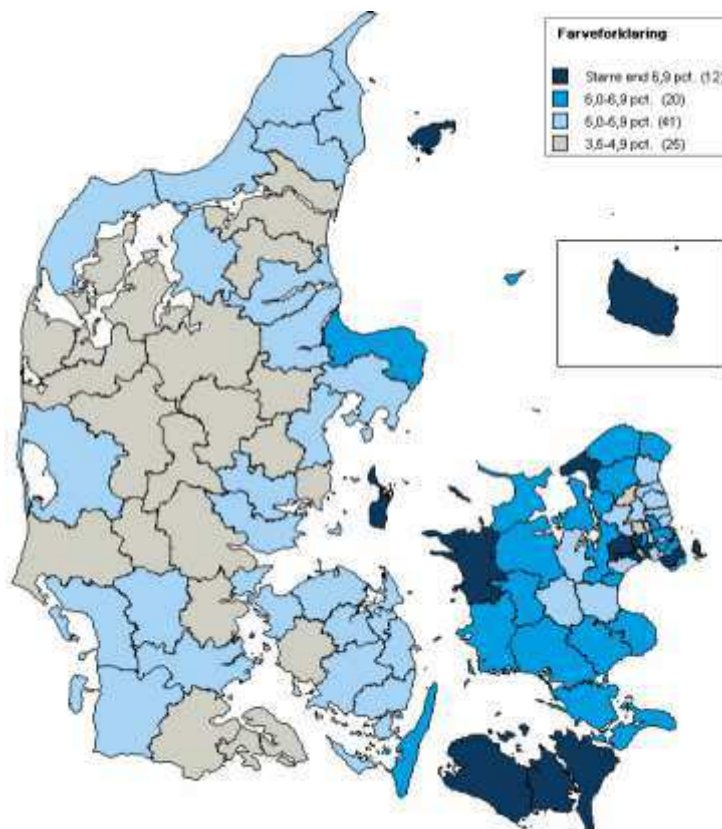 Farveforklaring
Større end 6,9 pct. (12)
6,0-6,9 pct. (20)
5,0-5,9 pct. (41)
3,5-4,9 pct. (25)